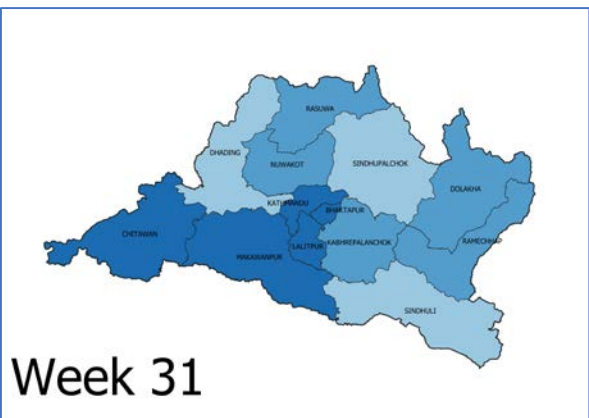 RASUWA
DHADING
NUWAKOT
SINDHUPALCHOK
DOLAKHA
KATHMANDU
BHAKTAPUR
CHITAWAN
LALITPUR
KABHREPALANCHOK
RAMECHHAP
MAKAWANPUR
SINDHULI
Week 31